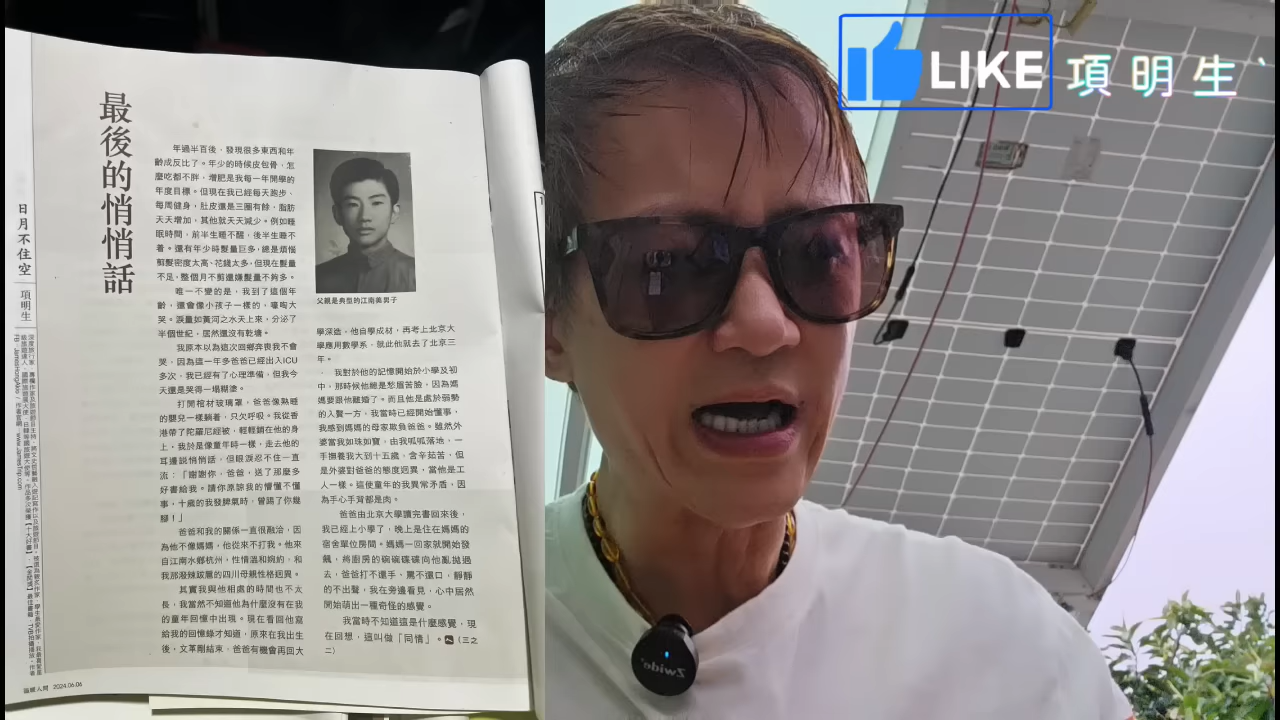 最後的悄悄話
日月不住空
項明生
年過半百後，發現很多東西和年
齡成反比了。年少的時候皮包骨，怎
麼吃都不胖，增肥是我每一年開學的
年度目標。但現在我已經每天跑步、
每周健身，肚皮還是三圈有餘，脂肪
天天增加，其他就天天減少。例如睡
眠時間，前半生睡不醒，後半生睡不
着。還有年少時髮量巨多，總是煩惱
剪髮密度太高、花錢太多，但現在髮量
不足，整個月不剪還嫌髮量不夠多。
唯一不變的是，我到了這個年
齡，還會像小孩子一樣的，嚎啕大
哭。淚量如黃河之水天上來，分泌了
半個世紀，居然還沒有乾塘。
我原本以為這次回鄉奔喪我不會
哭，因為這一年多爸爸已經出入ICU
多次，我已經有了心理準備，但我今
天還是哭得一塌糊塗。
打開棺材玻璃罩，爸爸像熟睡
的嬰兒一樣躺着，只欠呼吸。我從香
港帶了陀羅尼經被，輕輕鋪在他的身
上，我於是像童年時一樣，走去他的
耳邊說悄悄話，但眼淚忍不住一直
流：「謝謝你，爸爸，送了那麼多
好書給我。請你原諒我的懵懂不懂
事，十歲的我發脾氣時，曾踢了你幾
腳！」
爸爸和我的關係一直很融洽，因
為他不像媽媽，他從來不打我。他來
自江南水鄉杭州，性情溫和婉約，和
我那潑辣跋扈的四川母親性格迥異。
其實我與他相處的時間也不太
長，我當然不知道他為什麼沒有在我
的童年回憶中出現。現在看回他寫
給我的回憶錄才知道，原來在我出生
後，文革剛結束，爸爸有機會再回大
父親是典型的江南美男子
學深造。他自學成材，再考上北京大
學應用數學系，就此他就去了北京三
年。
我對於他的記憶開始於小學及初
中，那時候他總是愁眉苦臉，因為媽
媽要跟他離婚了。而且他是處於弱勢
的入贅一方，我當時已經開始懂事，
我感到媽媽的母家欺負爸爸。雖然外
婆當我如珠如寶，由我呱呱落地，一
手撫養我大到十五歲，含辛茹苦，但
是外婆對爸爸的態度迥異，當他是工
人一樣。這使童年的我異常矛盾，因
為手心手背都是肉。
爸爸由北京大學讀完書回來後，
我已經上小學了，晚上是住在媽媽的
宿舍單位房間。媽媽一回家就開始發
飆，將廚房的碗碗碟碟向他亂拋過
去，爸爸打不還手、罵不還口，靜靜
的不出聲，我在旁邊看見，心中居然
開始萌出一種奇怪的感覺。
我當時不知道這是什麼感覺，現
在回想，這叫做「同情」。（三之
二）
2024.06.06
LIKE
項明生
Zwido